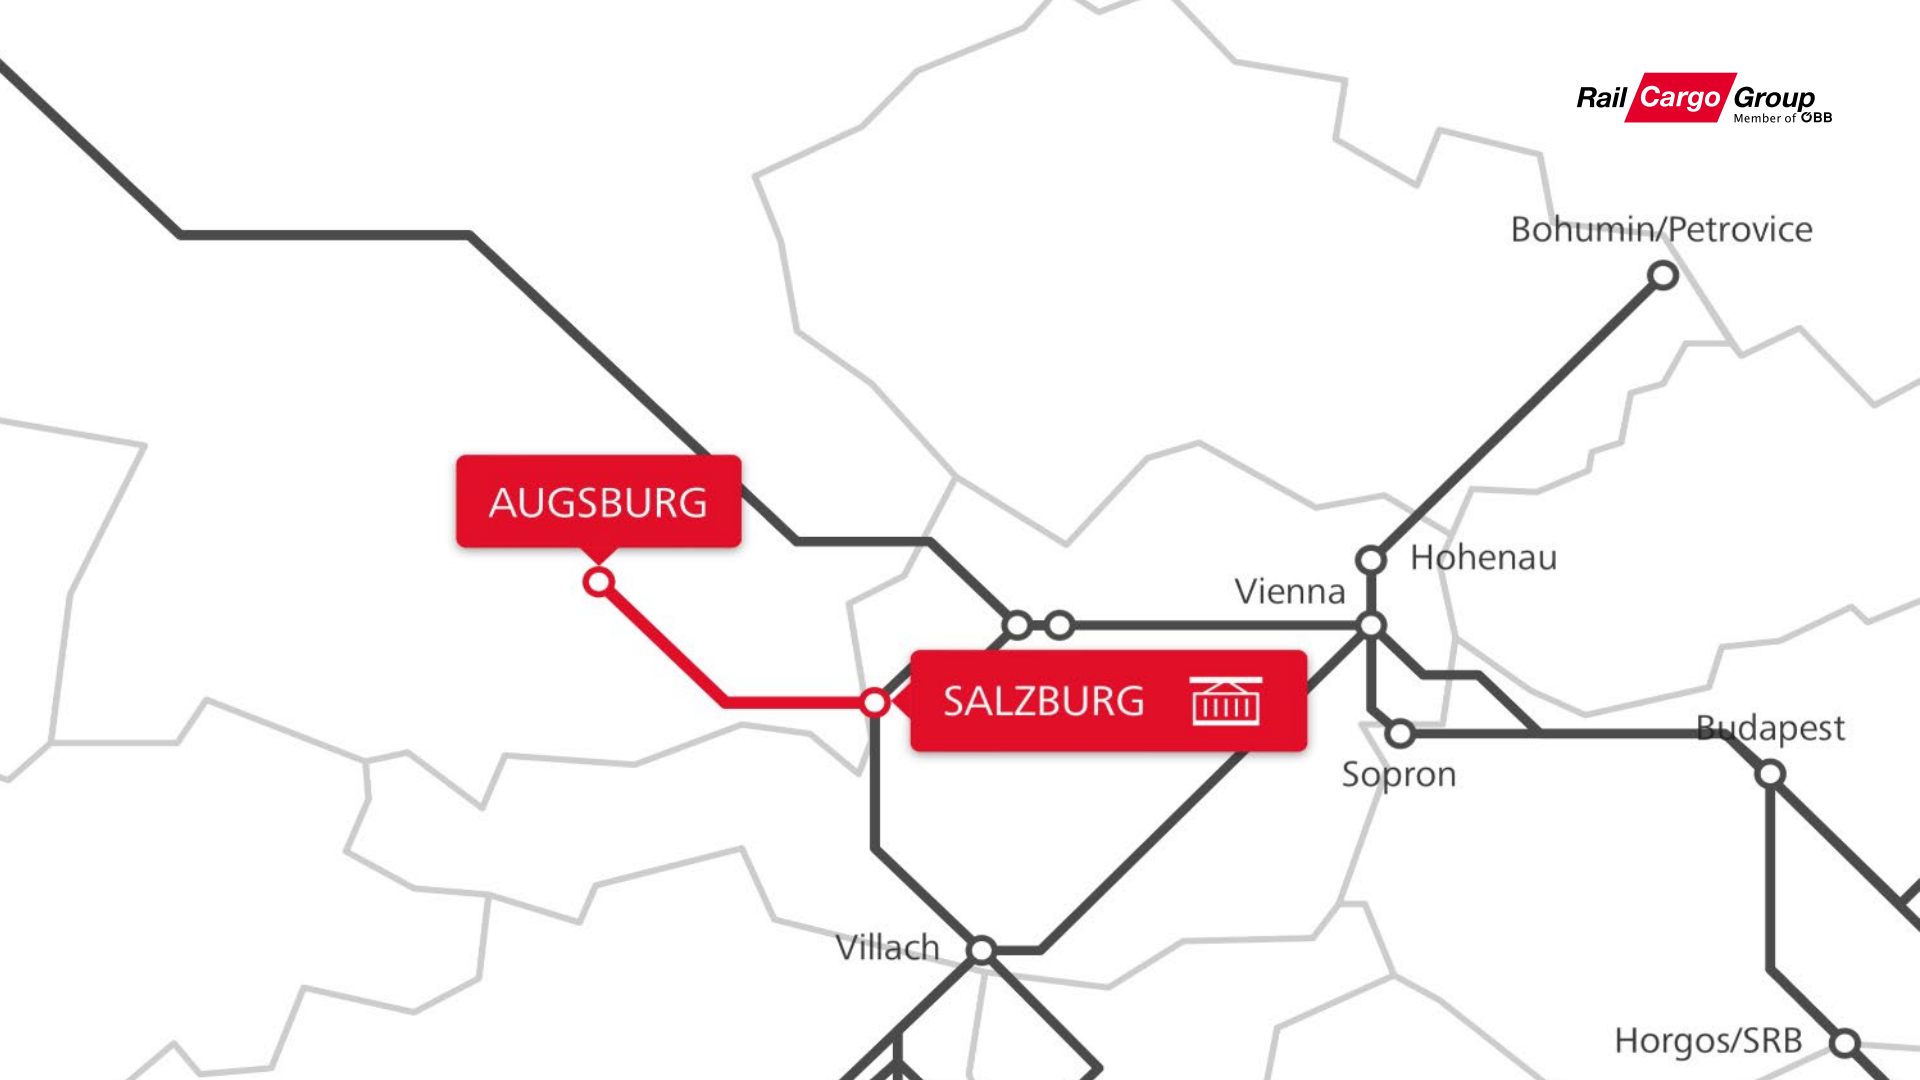 Rail Cargo Group
Member of ÖBB
Bohumin/Petrovice
AUGSBURG
Hohenau
Vienna
SALZBURG
Budapest
Sopron
Villach
Horgos/SRB